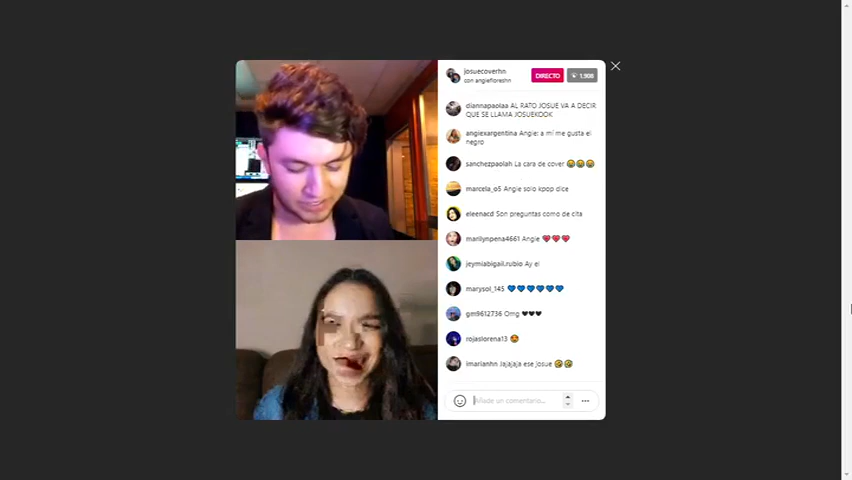 josuecoverhn
con angiefloreshn
DIRECTO
1,908
diannapaolaa AL RATO JOSUE VA A DECIR
QUE SE LLAMA JOSUEKOOK
angiexargentina Angie: a mí me gusta el
negro
sanchezpaolah La cara de cover 😂😂😂
marcela_o5 Angie solo kpop dice
eleenacd Son preguntas como de cita
marilynpena4661 Angie ❤❤❤
jeymiabigail.rubio Ay el
marysol_145 💙💙💙💙💙💙
gm9612736 Omg 🖤🖤🖤
rojaslorena13 😍
imarianhn Jajajaja ese josue 🤣🤣
Añade un comentario...